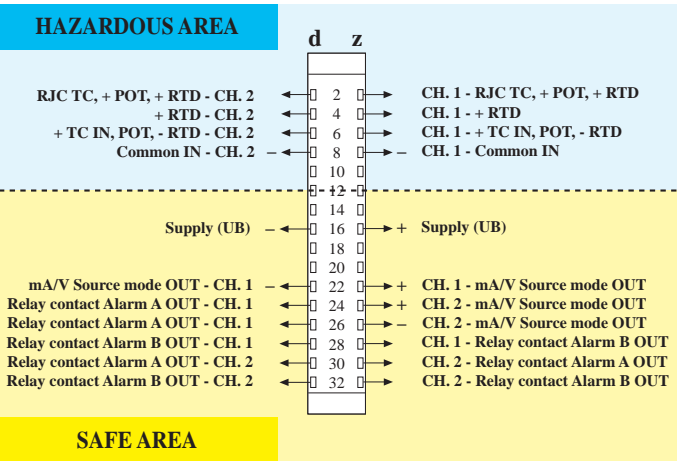 HAZARDOUS AREA
d z
RJC TC, + POT, + RTD - CH. 2 2 CH. 1 - RJC TC, + POT, + RTD
+ RTD - CH. 2 4 CH. 1 - + RTD
+ TC IN, POT, - RTD - CH. 2 6 CH. 1 - + TC IN, POT, - RTD
Common IN - CH. 2 – 8 – CH. 1 - Common IN
10
12
14
Supply (UB) – 16 + Supply (UB)
18
20
mA/V Source mode OUT - CH. 1 – 22 + CH. 1 - mA/V Source mode OUT
Relay contact Alarm A OUT - CH. 1 24 + CH. 2 - mA/V Source mode OUT
Relay contact Alarm A OUT - CH. 1 26 – CH. 2 - mA/V Source mode OUT
Relay contact Alarm B OUT - CH. 1 28 CH. 1 - Relay contact Alarm B OUT
Relay contact Alarm A OUT - CH. 2 30 CH. 2 - Relay contact Alarm A OUT
Relay contact Alarm B OUT - CH. 2 32 CH. 2 - Relay contact Alarm B OUT
SAFE AREA